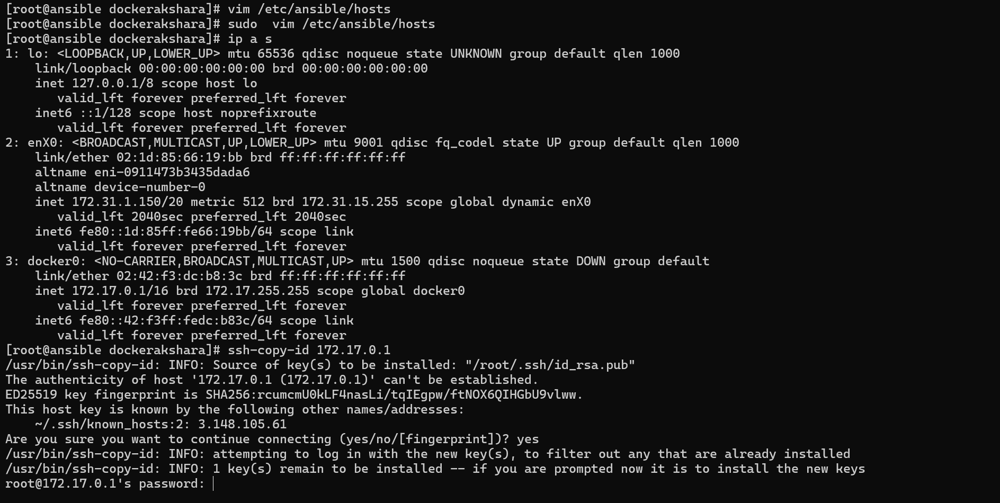 [root@ansible dockerakshara]# vim /etc/ansible/hosts
[root@ansible dockerakshara]# sudo  vim /etc/ansible/hosts
[root@ansible dockerakshara]# ip a s
1: lo: <LOOPBACK,UP,LOWER_UP> mtu 65536 qdisc noqueue state UNKNOWN group default qlen 1000
    link/loopback 00:00:00:00:00:00 brd 00:00:00:00:00:00
    inet 127.0.0.1/8 scope host lo
       valid_lft forever preferred_lft forever
    inet6 ::1/128 scope host noprefixroute
       valid_lft forever preferred_lft forever
2: enX0: <BROADCAST,MULTICAST,UP,LOWER_UP> mtu 9001 qdisc fq_codel state UP group default qlen 1000
    link/ether 02:1d:85:66:19:bb brd ff:ff:ff:ff:ff:ff
    altname eni-0911473b3435dada6
    altname device-number-0
    inet 172.31.1.150/20 metric 512 brd 172.31.15.255 scope global dynamic enX0
       valid_lft 2040sec preferred_lft 2040sec
    inet6 fe80::1d:85ff:fe66:19bb/64 scope link
       valid_lft forever preferred_lft forever
3: docker0: <NO-CARRIER,BROADCAST,MULTICAST,UP> mtu 1500 qdisc noqueue state DOWN group default
    link/ether 02:42:f3:dc:b8:3c brd ff:ff:ff:ff:ff:ff
    inet 172.17.0.1/16 brd 172.17.255.255 scope global docker0
       valid_lft forever preferred_lft forever
    inet6 fe80::42:f3ff:fedc:b83c/64 scope link
       valid_lft forever preferred_lft forever
[root@ansible dockerakshara]# ssh-copy-id 172.17.0.1
/usr/bin/ssh-copy-id: INFO: Source of key(s) to be installed: "/root/.ssh/id_rsa.pub"
The authenticity of host '172.17.0.1 (172.17.0.1)' can't be established.
ED25519 key fingerprint is SHA256:rcumcmU0kLF4nasLi/tqIEgpw/ftNOX6QIHGbU9vlww.
This host key is known by the following other names/addresses:
    ~/.ssh/known_hosts:2: 3.148.105.61
Are you sure you want to continue connecting (yes/no/[fingerprint])? yes
/usr/bin/ssh-copy-id: INFO: attempting to log in with the new key(s), to filter out any that are already installed
/usr/bin/ssh-copy-id: INFO: 1 key(s) remain to be installed -- if you are prompted now it is to install the new keys
root@172.17.0.1's password: